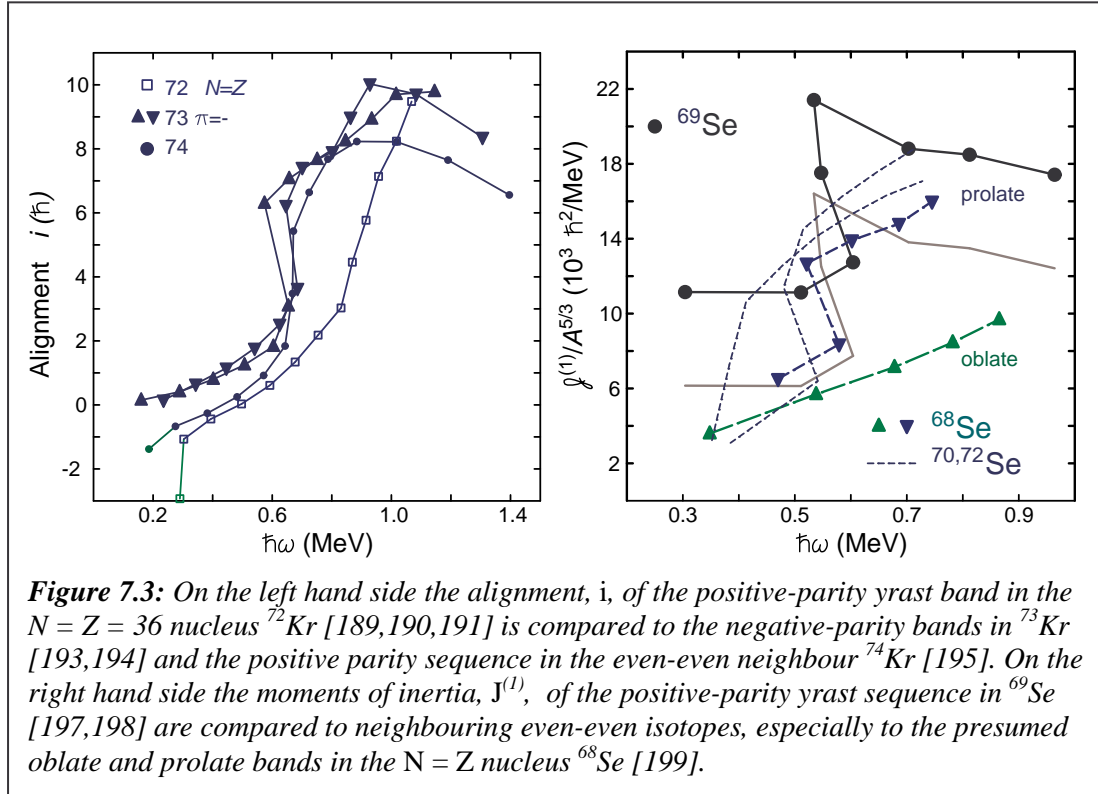 10
8
6
4
2
0
-2
Alignment i (ħ)
72 N=Z
73 π=-
74
0.2 0.6 1.0 1.4
ħω (MeV)
22
18
14
10
6
2
𝒥(1)/A5/3 (103 ħ2/MeV)
69Se
prolate
oblate
68Se
70,72Se
0.3 0.5 0.7 0.9
ħω (MeV)
Figure 7.3: On the left hand side the alignment, i, of the positive-parity yrast band in the
N = Z = 36 nucleus 72Kr [189,190,191] is compared to the negative-parity bands in 73Kr
[193,194] and the positive parity sequence in the even-even neighbour 74Kr [195]. On the
right hand side the moments of inertia, J(1), of the positive-parity yrast sequence in 69Se
[197,198] are compared to neighbouring even-even isotopes, especially to the presumed
oblate and prolate bands in the N = Z nucleus 68Se [199].